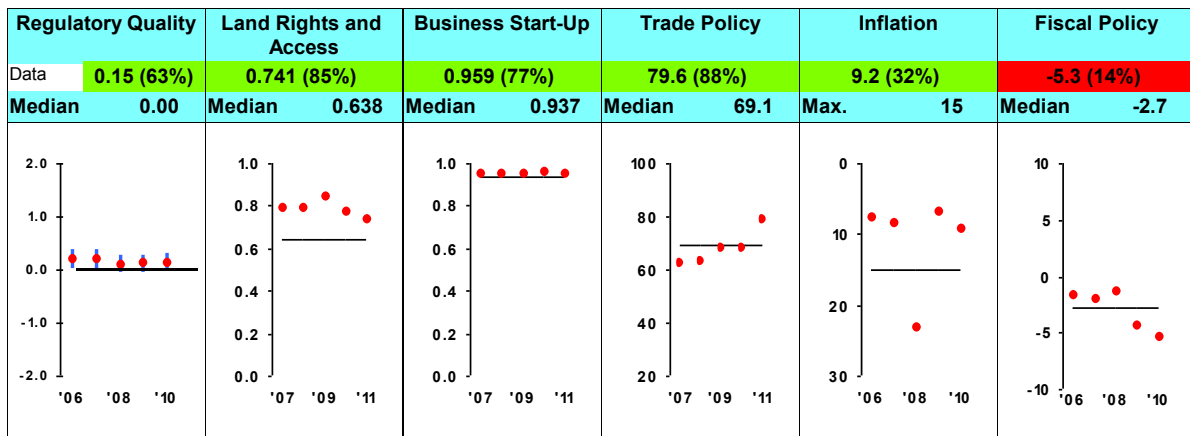 Regulatory Quality
Data 0.15 (63%)
Median 0.00
2.0
1.0
0.0
-1.0
-2.0
'06 '08 '10
Land Rights and
Access
0.741 (85%)
Median 0.638
1.0
0.8
0.6
0.4
0.2
0.0
'07 '09 '11
Business Start-Up
0.959 (77%)
Median 0.937
1.0
0.8
0.6
0.4
0.2
0.0
'07 '09 '11
Trade Policy
79.6 (88%)
Median 69.1
100
80
60
40
20
'07 '09 '11
Inflation
9.2 (32%)
Max. 15
0
10
20
30
'06 '08 '10
Fiscal Policy
-5.3 (14%)
Median -2.7
10
5
0
-5
-10
'06 '08 '10